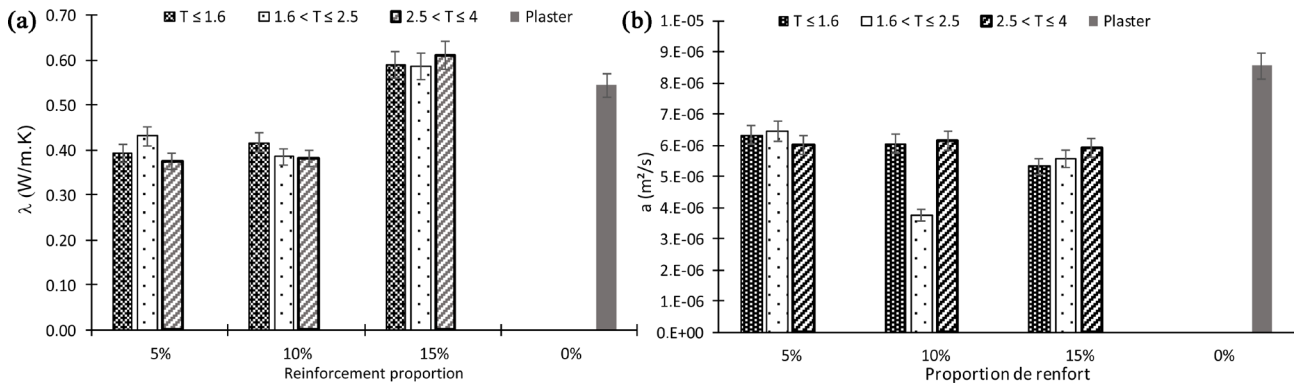 (a)
T ≤ 1.6 1.6 < T ≤ 2.5 2.5 < T ≤ 4 Plaster
0.70
0.60
0.50
0.40
0.30
0.20
0.10
0.00
λ (W/m.K)
5% 10% 15% 0%
Reinforcement proportion
(b)
T ≤ 1.6 1.6 < T ≤ 2.5 2.5 < T ≤ 4 Plaster
1.E-05
9.E-06
8.E-06
7.E-06
6.E-06
5.E-06
4.E-06
3.E-06
2.E-06
1.E-06
0.E+00
a (m²/s)
5% 10% 15% 0%
Proportion de renfort